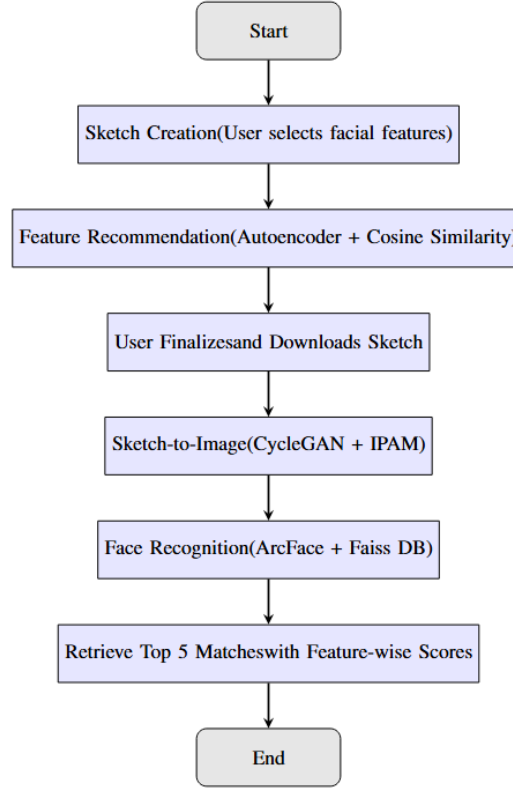 Start
Sketch Creation(User selects facial features)
Feature Recommendation(Autoencoder + Cosine Similarity)
User Finalizesand Downloads Sketch
Sketch-to-Image(CycleGAN + IPAM)
Face Recognition(ArcFace + Faiss DB)
Retrieve Top 5 Matcheswith Feature-wise Scores
End